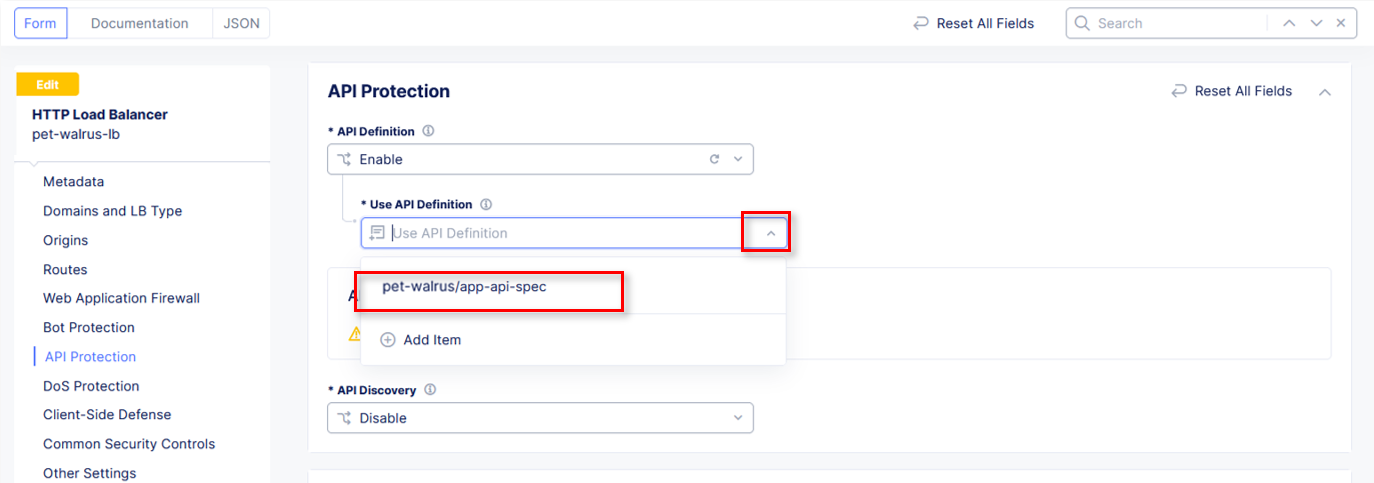 Form
Documentation
JSON
Reset All Fields
Search
Edit
HTTP Load Balancer
pet-walrus-lb
Metadata
Domains and LB Type
Origins
Routes
Web Application Firewall
Bot Protection
API Protection
DoS Protection
Client-Side Defense
Common Security Controls
Other Settings
API Protection
Reset All Fields
* API Definition
Enable
* Use API Definition
Use API Definition
pet-walrus/app-api-spec
Add Item
* API Discovery
Disable